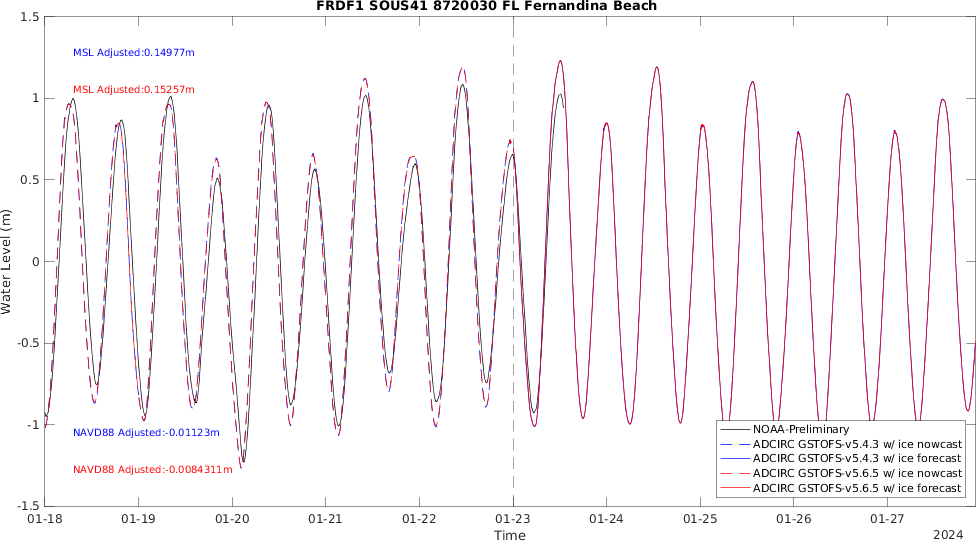 FRDF1 SOUS41 8720030 FL Fernandina Beach
1.5
MSL Adjusted:0.14977m
MSL Adjusted:0.15257m
1
0.5
0
-0.5
-1
-1.5
Water Level (m)
NAVD88 Adjusted:-0.01123m
NAVD88 Adjusted:-0.0084311m
NOAA-Preliminary
ADCIRC GSTOFS-v5.4.3 w/ ice nowcast
ADCIRC GSTOFS-v5.4.3 w/ ice forecast
ADCIRC GSTOFS-v5.6.5 w/ ice nowcast
ADCIRC GSTOFS-v5.6.5 w/ ice forecast
01-18 01-19 01-20 01-21 01-22 01-23 01-24 01-25 01-26 01-27
Time
2024